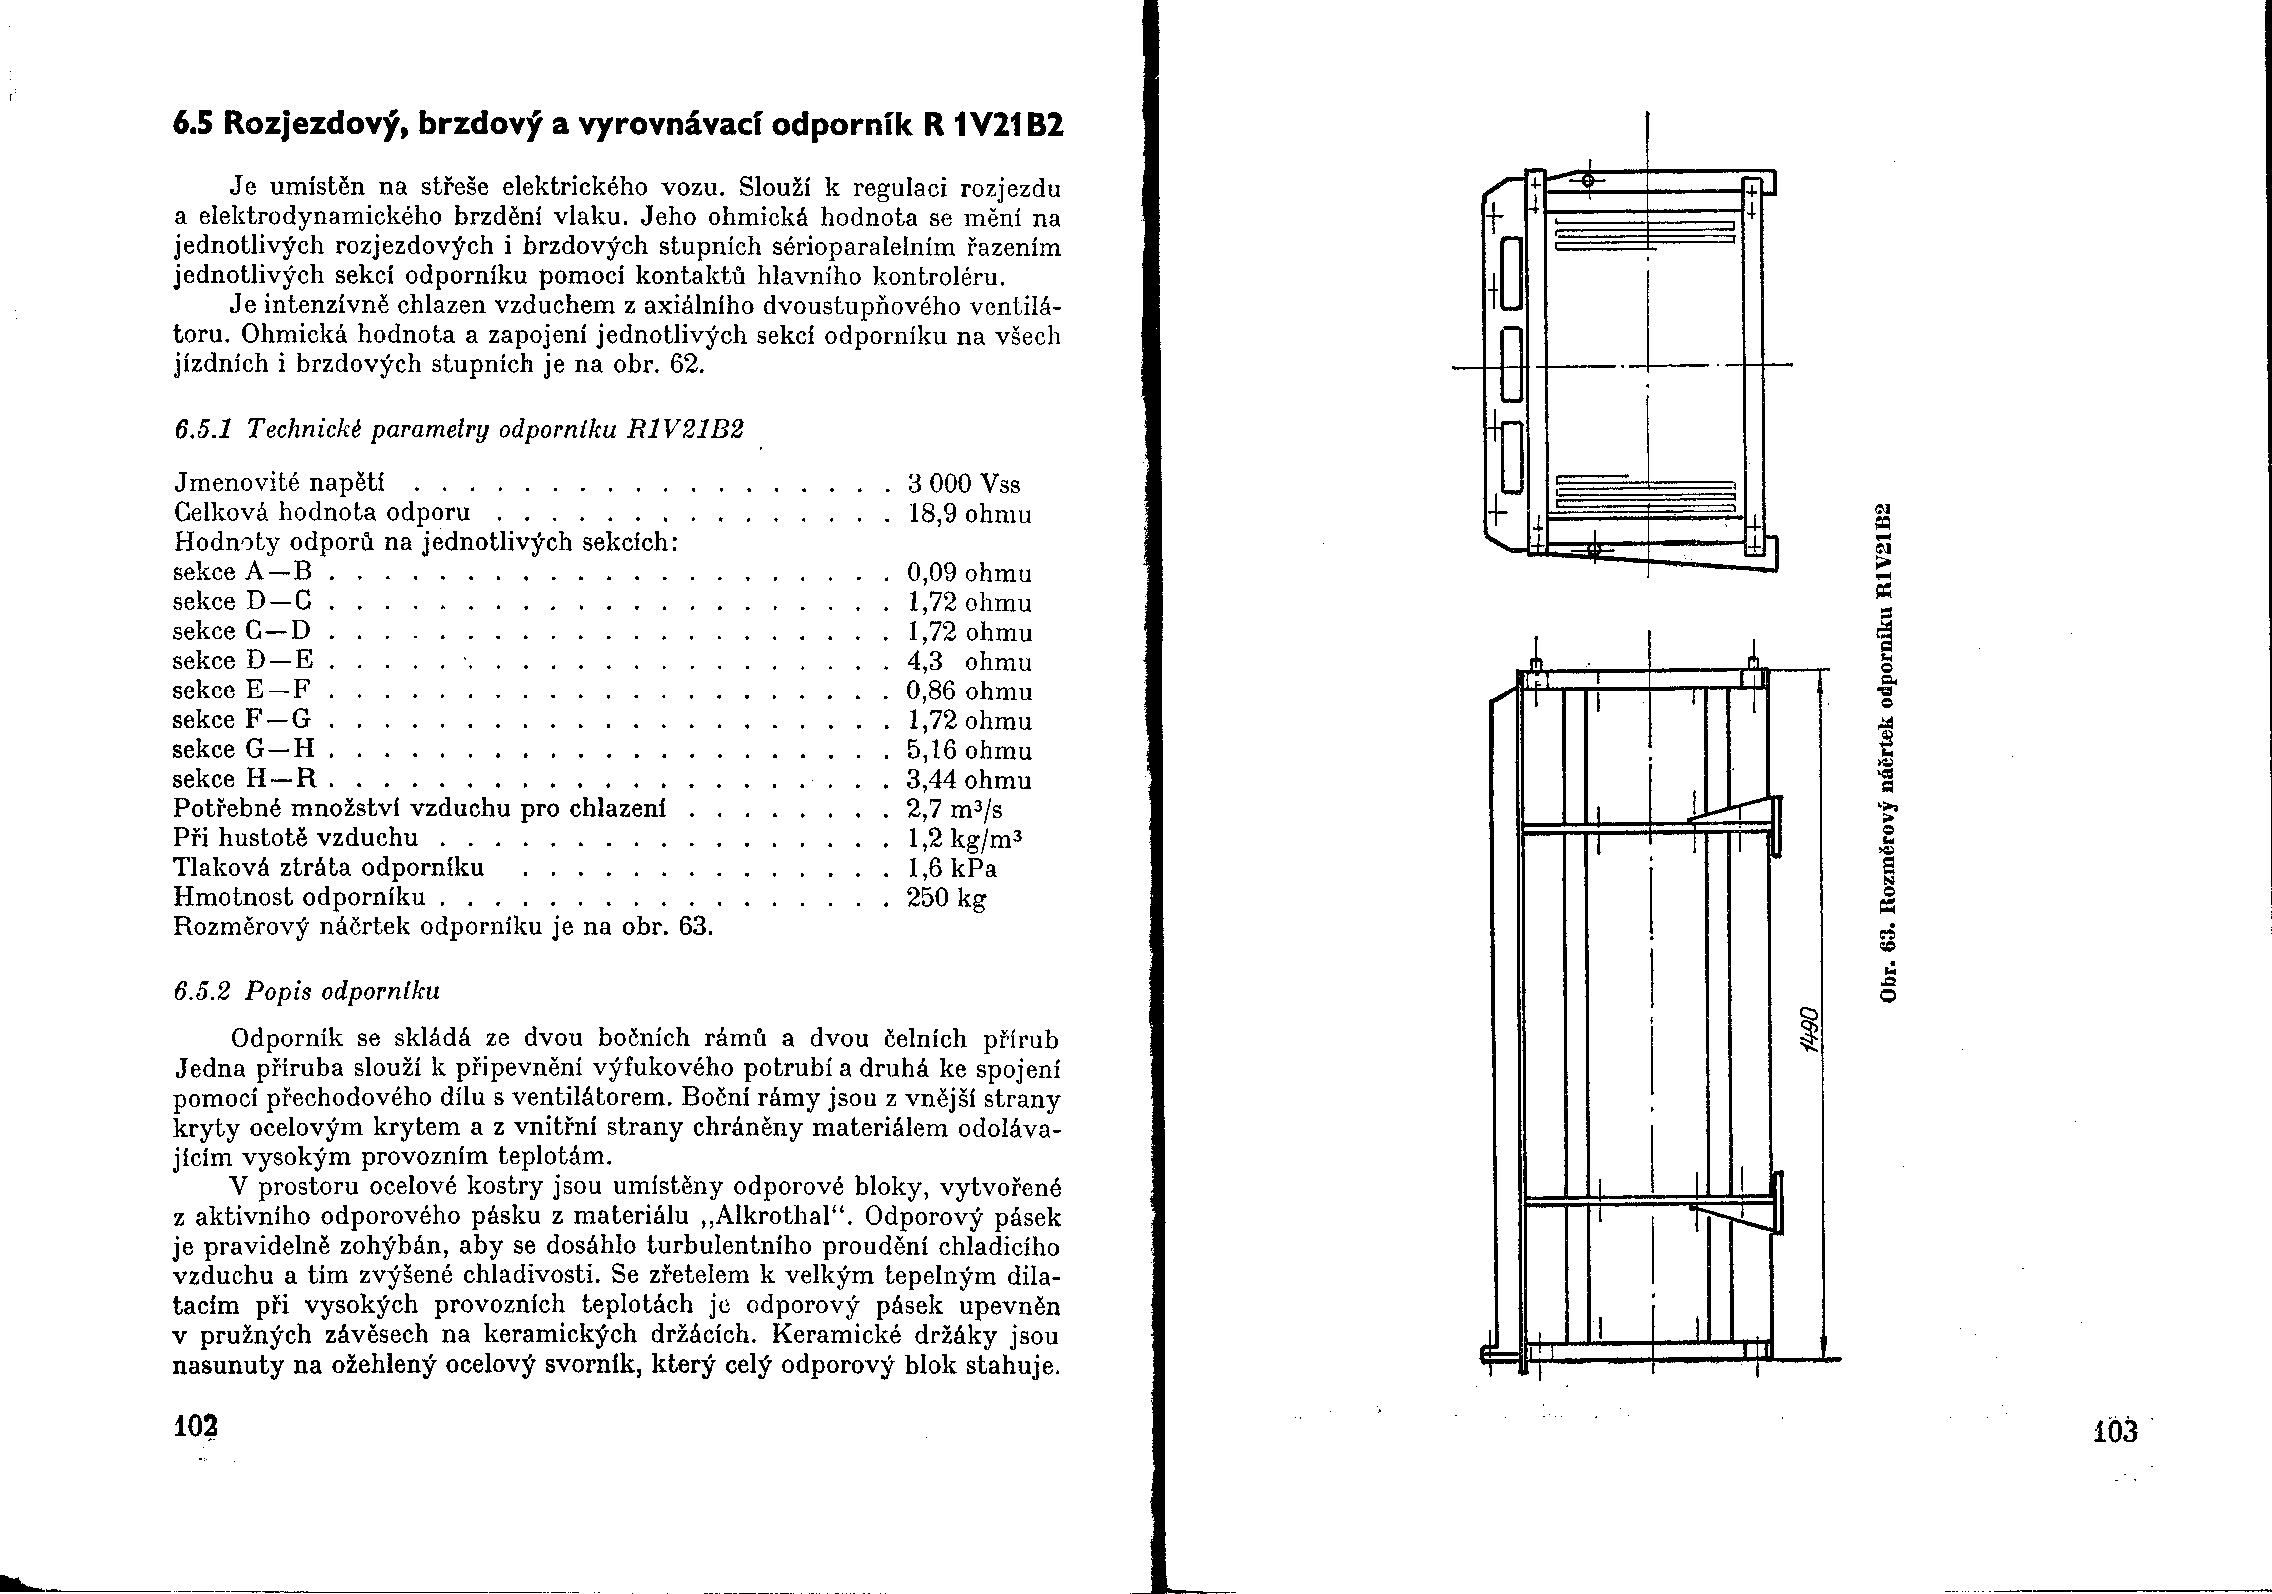 6.5 Rozjezdový, brzdový a vyrovnávací odporník R 1V21B2
Je umístěn na střeše elektrického vozu. Slouží k regulaci rozjezdu
a elektrodynamického brzdění vlaku. Jeho ohmická hodnota se mění na
jednotlivých rozjezdových i brzdových stupních sérioparalelním řazením
jednotlivých sekcí odporníku pomocí kontaktů hlavního kontroléru.
Je intenzívně chlazen vzduchem z axiálního dvoustupňového ventilá-
toru. Ohmická hodnota a zapojení jednotlivých sekcí odporníku na všech
jízdních i brzdových stupních je na obr. 62.
6.5.1 Technické parametry odporníku R1V21B2
Jmenovité napětí . . . . . . . . . . . . . . . . . . 3 000 Vss
Celková hodnota odporu . . . . . . . . . . . . . . . 18,9 ohmu
Hodnoty odporů na jednotlivých sekcích:
sekce A—B . . . . . . . . . . . . . . . . . . . . . 0,09 ohmu
sekce D—C . . . . . . . . . . . . . . . . . . . . . 1,72 ohmu
sekce C—D . . . . . . . . . . . . . . . . . . . . . 1,72 ohmu
sekce D—E . . . . . . . . . . . . . . . . . . . . . 4,3 ohmu
sekce E—F . . . . . . . . . . . . . . . . . . . . . 0,86 ohmu
sekce F—G . . . . . . . . . . . . . . . . . . . . . 1,72 ohmu
sekce G—H . . . . . . . . . . . . . . . . . . . . . 5,16 ohmu
sekce H—R . . . . . . . . . . . . . . . . . . . . . 3,44 ohmu
Potřebné množství vzduchu pro chlazení . . . . . . . . 2,7 m³/s
Při hustotě vzduchu . . . . . . . . . . . . . . . . . 1,2 kg/m³
Tlaková ztráta odporníku . . . . . . . . . . . . . . 1,6 kPa
Hmotnost odporníku . . . . . . . . . . . . . . . . . 250 kg
Rozměrový náčrtek odporníku je na obr. 63.
6.5.2 Popis odporníku
Odporník se skládá ze dvou bočních rámů a dvou čelních přírub
Jedna příruba slouží k připevnění výfukového potrubí a druhá ke spojení
pomocí přechodového dílu s ventilátorem. Boční rámy jsou z vnější strany
kryty ocelovým krytem a z vnitřní strany chráněny materiálem odoláva-
jícím vysokým provozním teplotám.
V prostoru ocelové kostry jsou umístěny odporové bloky, vytvořené
z aktivního odporového pásku z materiálu ,,Alkrothal“. Odporový pásek
je pravidelně zohýbán, aby se dosáhlo turbulentního proudění chladicího
vzduchu a tím zvýšené chladivosti. Se zřetelem k velkým tepelným dila-
tacím při vysokých provozních teplotách je odporový pásek upevněn
v pružných závěsech na keramických držácích. Keramické držáky jsou
nasunuty na ožehlený ocelový svorník, který celý odporový blok stahuje.
102
1490
Obr. 63. Rozměrový náčrtek odporníku R1V21B2
103